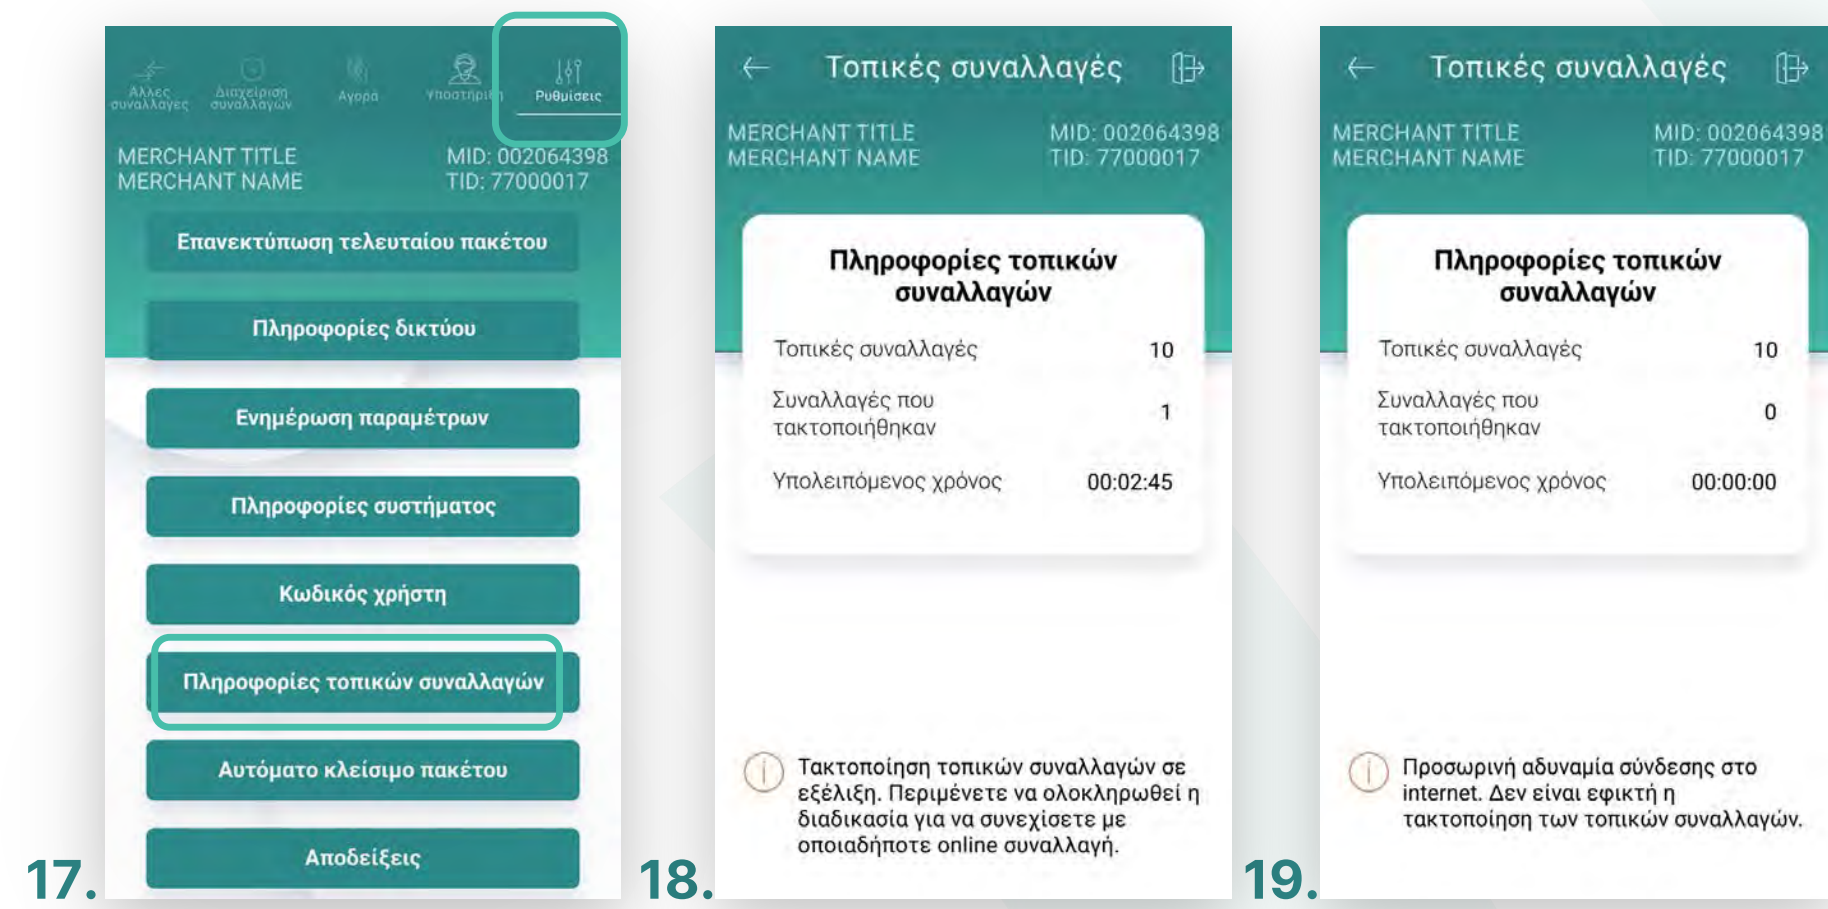 Άλλες
συναλλαγές
Διαχείριση
συναλλαγών
Αγορά
Υποστήριξη
Ρυθμίσεις
MERCHANT TITLE
MID: 002064398
MERCHANT NAME
TID: 77000017
Επανεκτύπωση τελευταίου πακέτου
Πληροφορίες δικτύου
Ενημέρωση παραμέτρων
Πληροφορίες συστήματος
Κωδικός χρήστη
Πληροφορίες τοπικών συναλλαγών
Αυτόματο κλείσιμο πακέτου
Αποδείξεις
17.
Τοπικές συναλλαγές
MERCHANT TITLE
MID: 002064398
MERCHANT NAME
TID: 77000017
Πληροφορίες τοπικών
συναλλαγών
Τοπικές συναλλαγές 10
Συναλλαγές που
τακτοποιήθηκαν 1
Υπολειπόμενος χρόνος 00:02:45
Τακτοποίηση τοπικών συναλλαγών σε
εξέλιξη. Περιμένετε να ολοκληρωθεί η
διαδικασία για να συνεχίσετε με
οποιαδήποτε online συναλλαγή.
18.
Τοπικές συναλλαγές
MERCHANT TITLE
MID: 002064398
MERCHANT NAME
TID: 77000017
Πληροφορίες τοπικών
συναλλαγών
Τοπικές συναλλαγές 10
Συναλλαγές που
τακτοποιήθηκαν 0
Υπολειπόμενος χρόνος 00:00:00
Προσωρινή αδυναμία σύνδεσης στο
internet. Δεν είναι εφικτή η
τακτοποίηση των τοπικών συναλλαγών.
19.